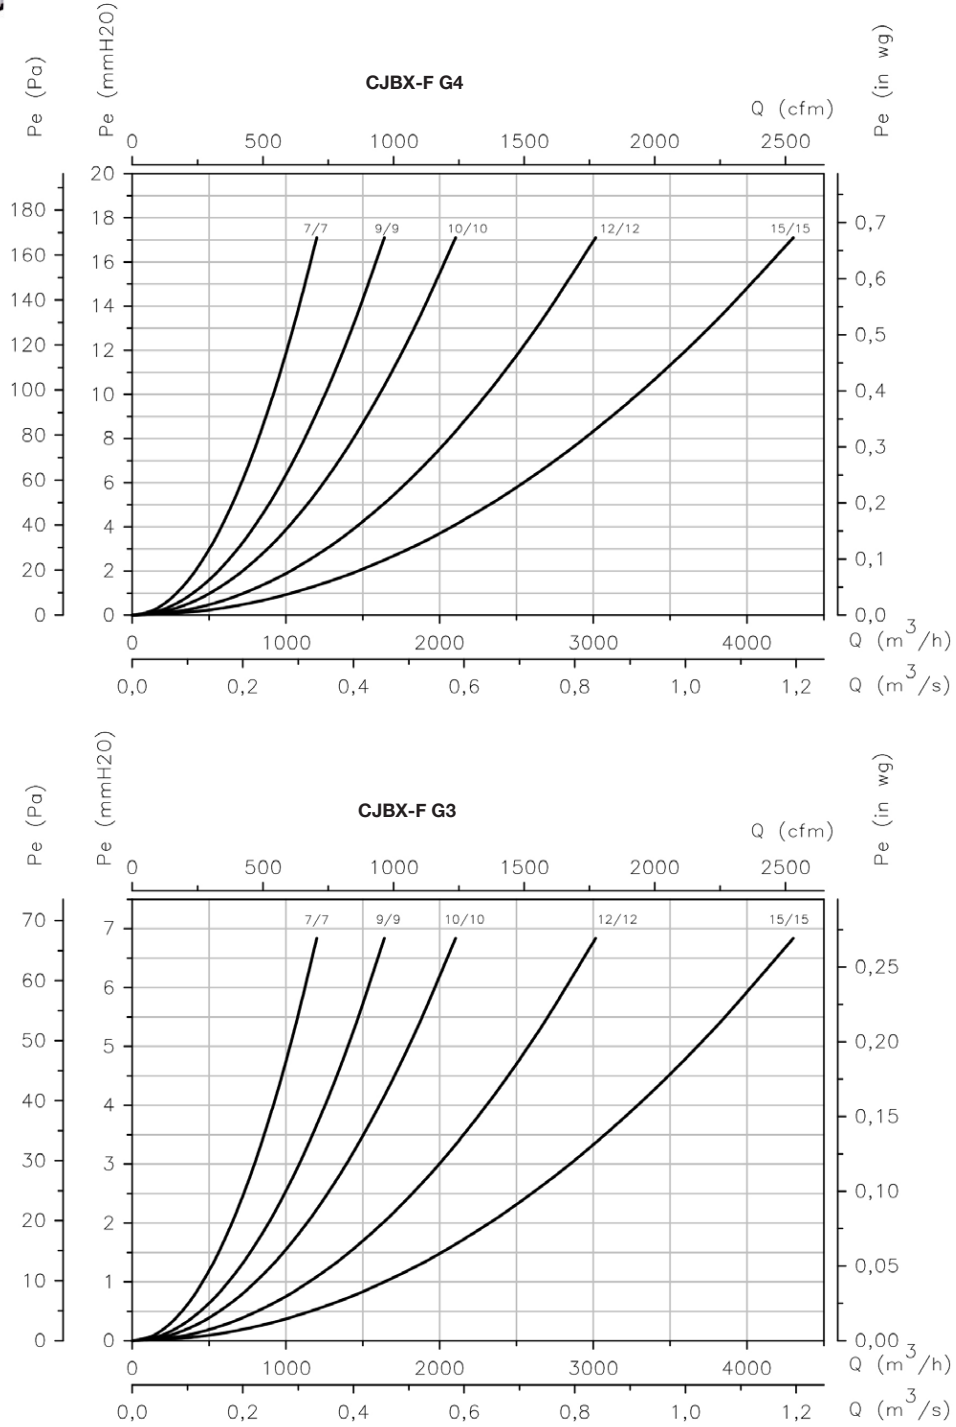 Pe (Pa)
Pe (mmH2O)
CJBX-F G4
Q (cfm)
Pe (in wg)
0 500 1000 1500 2000 2500
20
18
16
14
12
10
8
6
4
2
0
180
160
140
120
100
80
60
40
20
0
7/7 9/9 10/10 12/12 15/15
0,7
0,6
0,5
0,4
0,3
0,2
0,1
0,0
0 1000 2000 3000 4000 Q (m³/h)
0,0 0,2 0,4 0,6 0,8 1,0 1,2 Q (m³/s)
Pe (Pa)
Pe (mmH2O)
CJBX-F G3
Q (cfm)
Pe (in wg)
0 500 1000 1500 2000 2500
70
60
50
40
30
20
10
0
7
6
5
4
3
2
1
0
7/7 9/9 10/10 12/12 15/15
0,25
0,20
0,15
0,10
0,05
0,00
0 1000 2000 3000 4000 Q (m³/h)
0,0 0,2 0,4 0,6 0,8 1,0 1,2 Q (m³/s)